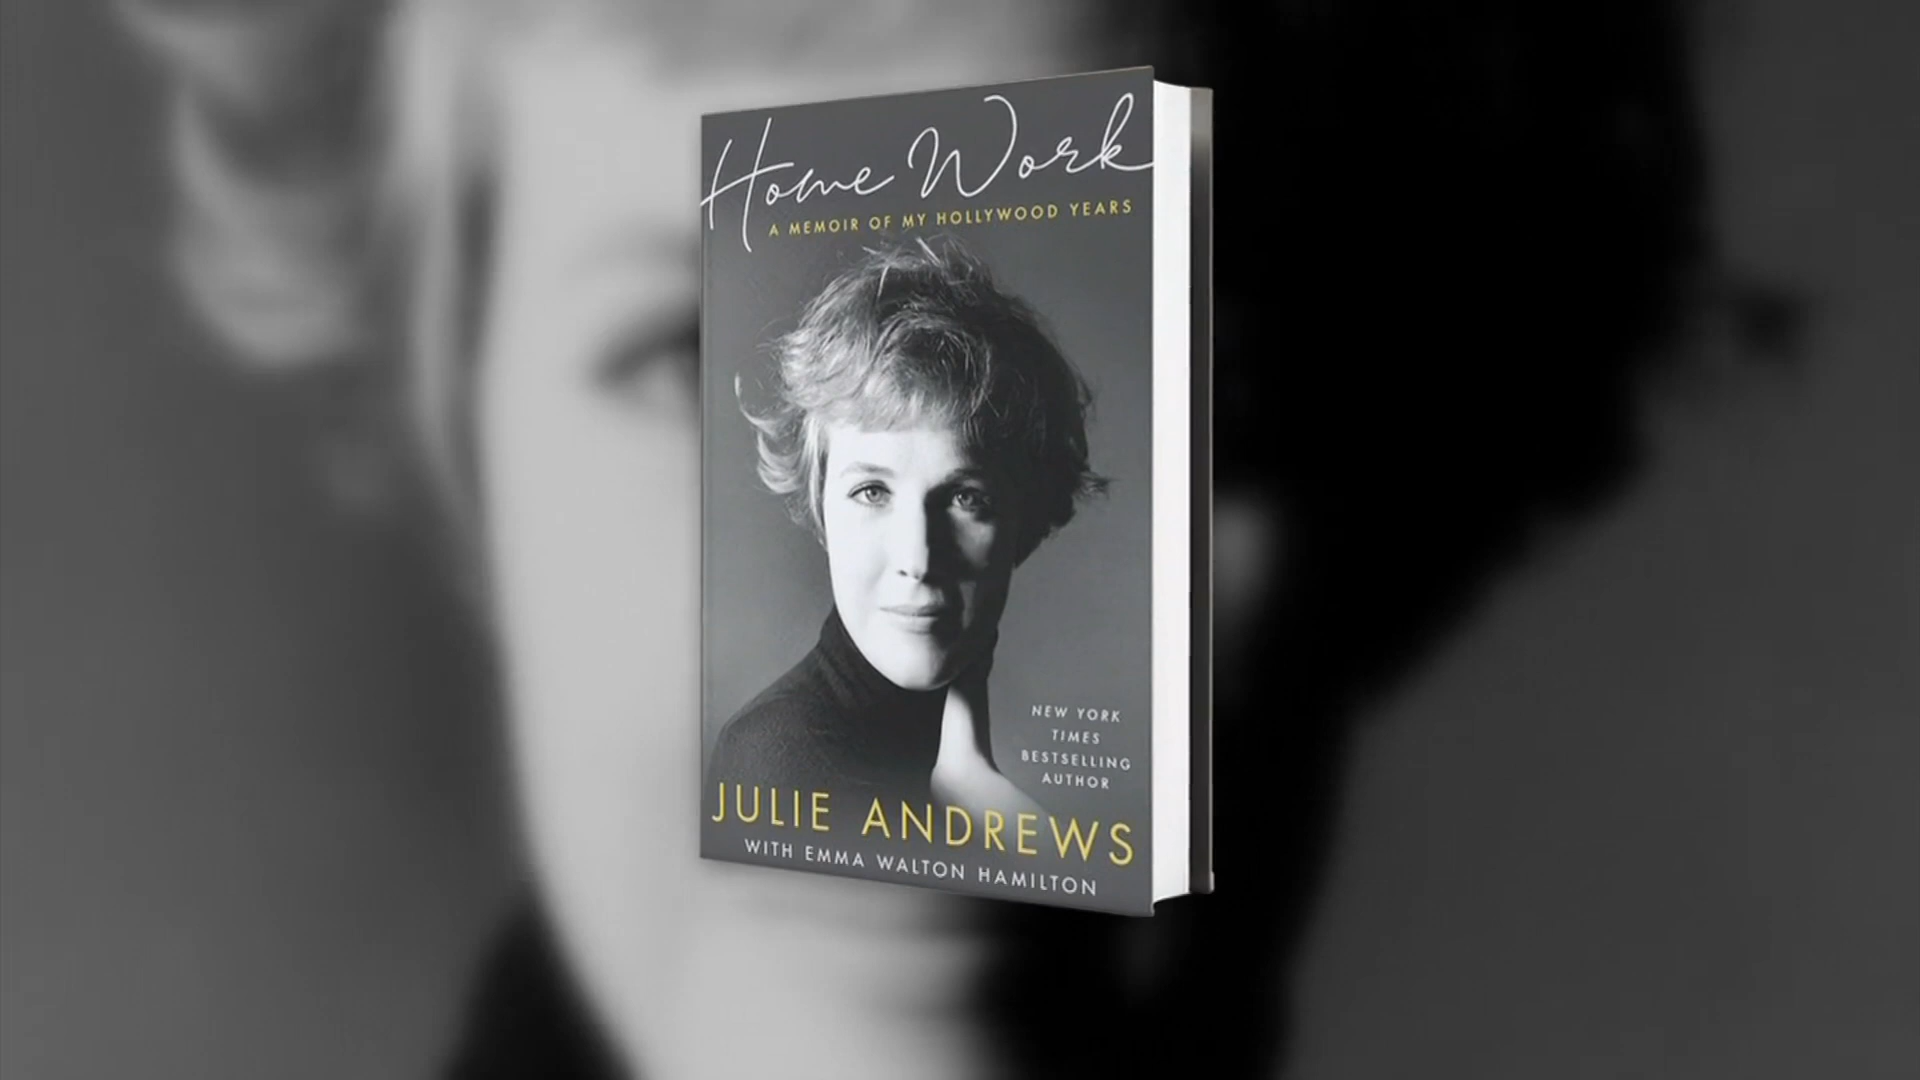 Home Work
A MEMOIR OF MY HOLLYWOOD YEARS
NEW YORK
TIMES
BESTSELLING
AUTHOR
JULIE ANDREWS
WITH EMMA WALTON HAMILTON